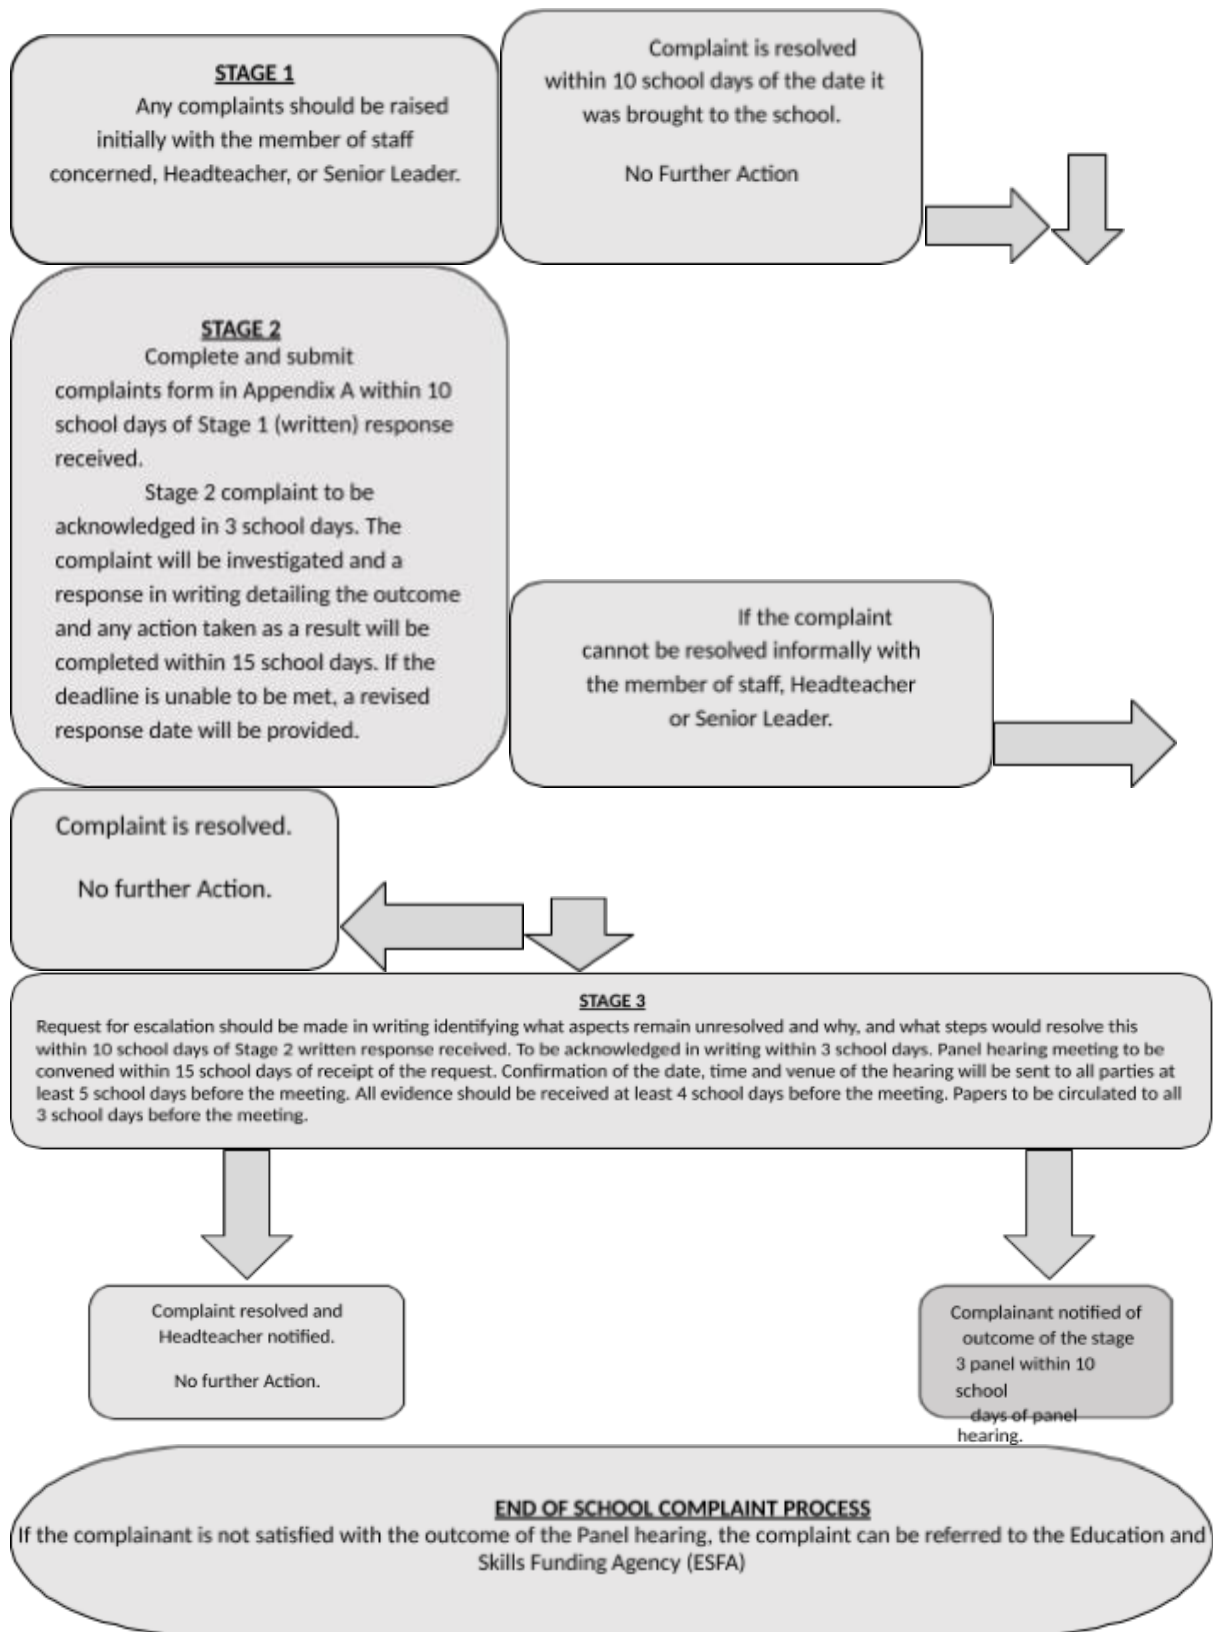 STAGE 1
Any complaints should be raised
initially with the member of staff
concerned, Headteacher, or Senior Leader.
Complaint is resolved
within 10 school days of the date it
was brought to the school.
No Further Action
STAGE 2
Complete and submit
complaints form in Appendix A within 10
school days of Stage 1 (written) response
received.
Stage 2 complaint to be
acknowledged in 3 school days. The
complaint will be investigated and a
response in writing detailing the outcome
and any action taken as a result will be
completed within 15 school days. If the
deadline is unable to be met, a revised
response date will be provided.
If the complaint
cannot be resolved informally with
the member of staff, Headteacher
or Senior Leader.
Complaint is resolved.
No further Action.
STAGE 3
Request for escalation should be made in writing identifying what aspects remain unresolved and why, and what steps would resolve this
within 10 school days of Stage 2 written response received. To be acknowledged in writing within 3 school days. Panel hearing meeting to be
convened within 15 school days of receipt of the request. Confirmation of the date, time and venue of the hearing will be sent to all parties at
least 5 school days before the meeting. All evidence should be received at least 4 school days before the meeting. Papers to be circulated to all
3 school days before the meeting.
Complaint resolved and
Headteacher notified.
No further Action.
Complainant notified of
outcome of the stage
3 panel within 10
school
days of panel
hearing.
END OF SCHOOL COMPLAINT PROCESS
If the complainant is not satisfied with the outcome of the Panel hearing, the complaint can be referred to the Education and
Skills Funding Agency (ESFA)